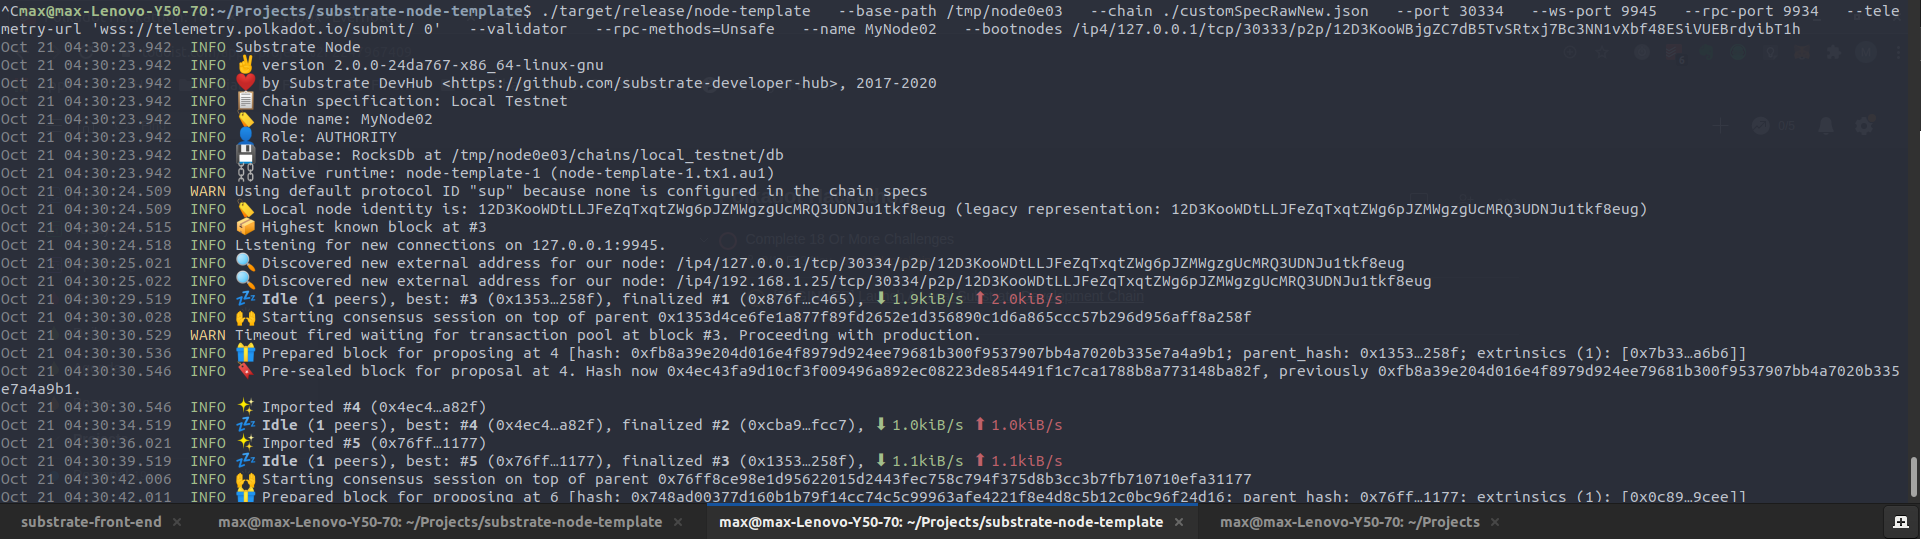 ^Cmax@max-Lenovo-Y50-70:~/Projects/substrate-node-template$ ./target/release/node-template   --base-path /tmp/node0e03   --chain ./customSpecRawNew.json   --port 30334   --ws-port 9945   --rpc-port 9934   --tele
metry-url 'wss://telemetry.polkadot.io/submit/ 0'   --validator   --rpc-methods=Unsafe   --name MyNode02   --bootnodes /ip4/127.0.0.1/tcp/30333/p2p/12D3KooWBjgZC7dB5TvSRtxj7Bc3NN1vXbf48ESiVUEBrdyibT1h
Oct 21 04:30:23.942  INFO Substrate Node
Oct 21 04:30:23.942  INFO ✌️ version 2.0.0-24da767-x86_64-linux-gnu
Oct 21 04:30:23.942  INFO ❤️ by Substrate DevHub <https://github.com/substrate-developer-hub>, 2017-2020
Oct 21 04:30:23.942  INFO 📋 Chain specification: Local Testnet
Oct 21 04:30:23.942  INFO 🏷 Node name: MyNode02
Oct 21 04:30:23.942  INFO 👤 Role: AUTHORITY
Oct 21 04:30:23.942  INFO 💾 Database: RocksDb at /tmp/node0e03/chains/local_testnet/db
Oct 21 04:30:23.942  INFO ⛓ Native runtime: node-template-1 (node-template-1.tx1.au1)
Oct 21 04:30:24.509  WARN Using default protocol ID "sup" because none is configured in the chain specs
Oct 21 04:30:24.509  INFO 🏷 Local node identity is: 12D3KooWDtLLJFeZqTxqtZWg6pJZMWgzgUcMRQ3UDNJu1tkf8eug (legacy representation: 12D3KooWDtLLJFeZqTxqtZWg6pJZMWgzgUcMRQ3UDNJu1tkf8eug)
Oct 21 04:30:24.515  INFO 📦 Highest known block at #3
Oct 21 04:30:24.518  INFO Listening for new connections on 127.0.0.1:9945.
Complete 16 Or More Challenges
Oct 21 04:30:25.021  INFO 🔍 Discovered new external address for our node: /ip4/127.0.0.1/tcp/30334/p2p/12D3KooWDtLLJFeZqTxqtZWg6pJZMWgzgUcMRQ3UDNJu1tkf8eug
Oct 21 04:30:25.022  INFO 🔍 Discovered new external address for our node: /ip4/192.168.1.25/tcp/30334/p2p/12D3KooWDtLLJFeZqTxqtZWg6pJZMWgzgUcMRQ3UDNJu1tkf8eug
Oct 21 04:30:29.519  INFO 💤 Idle (1 peers), best: #3 (0x1353…258f), finalized #1 (0x876f…c465), ⬇ 1.9kiB/s ⬆ 2.0kiB/s
Oct 21 04:30:30.028  INFO 🙌 Starting consensus session on top of parent 0x1353d4ce6fe1a877f89fd2652e1d356890c1d6a865ccc57b296d956aff8a258f
Oct 21 04:30:30.529  WARN Timeout fired waiting for transaction pool at block #3. Proceeding with production.
Oct 21 04:30:30.536  INFO 🎁 Prepared block for proposing at 4 [hash: 0xfb8a39e204d016e4f8979d924ee79681b300f9537907bb4a7020b335e7a4a9b1; parent_hash: 0x1353…258f; extrinsics (1): [0x7b33…a6b6]]
Oct 21 04:30:30.546  INFO 🔖 Pre-sealed block for proposal at 4. Hash now 0x4ec43fa9d10cf3f009496a892ec08223de854491f1c7ca1788b8a773148ba82f, previously 0xfb8a39e204d016e4f8979d924ee79681b300f9537907bb4a7020b335
e7a4a9b1.
Oct 21 04:30:30.546  INFO ✨ Imported #4 (0x4ec4…a82f)
Oct 21 04:30:34.519  INFO 💤 Idle (1 peers), best: #4 (0x4ec4…a82f), finalized #2 (0xcba9…fcc7), ⬇ 1.0kiB/s ⬆ 1.0kiB/s
Oct 21 04:30:36.021  INFO ✨ Imported #5 (0x76ff…1177)
Oct 21 04:30:39.519  INFO 💤 Idle (1 peers), best: #5 (0x76ff…1177), finalized #3 (0x1353…258f), ⬇ 1.1kiB/s ⬆ 1.1kiB/s
Oct 21 04:30:42.006  INFO 🙌 Starting consensus session on top of parent 0x76ff8ce98e1d95622015d2443fec758c794f375d8b3cc3b7fb710710efa31177
Oct 21 04:30:42.011  INFO 🎁 Prepared block for proposing at 6 [hash: 0x748ad00377d160b1b79f14cc74c5c99963afe4221f8e4d8c5b12c0bc96f24d16; parent_hash: 0x76ff…1177; extrinsics (1): [0x0c89…9cee]]
substrate-front-end × max@max-Lenovo-Y50-70: ~/Projects/substrate-node-template × max@max-Lenovo-Y50-70: ~/Projects/substrate-node-template × max@max-Lenovo-Y50-70: ~/Projects ×